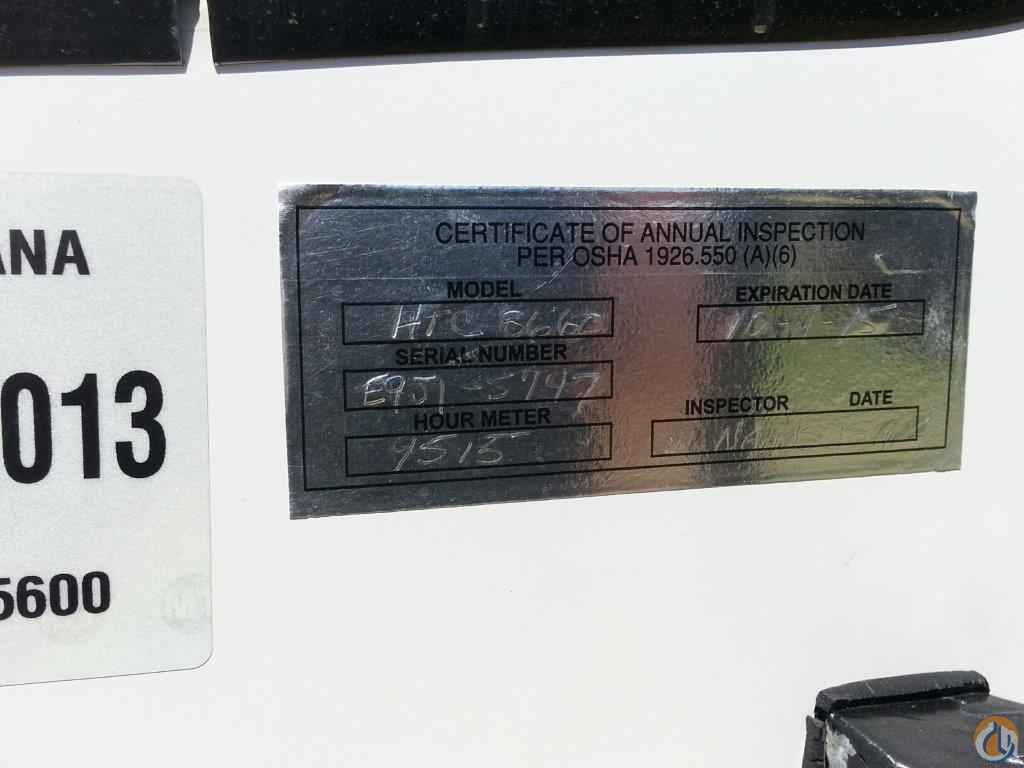 ANA
013
5600
CERTIFICATE OF ANNUAL INSPECTION
PER OSHA 1926.550 (A)(6)
MODEL
HTC 8660
EXPIRATION DATE
SERIAL NUMBER
E9J1-5747
HOUR METER
9515
INSPECTOR DATE